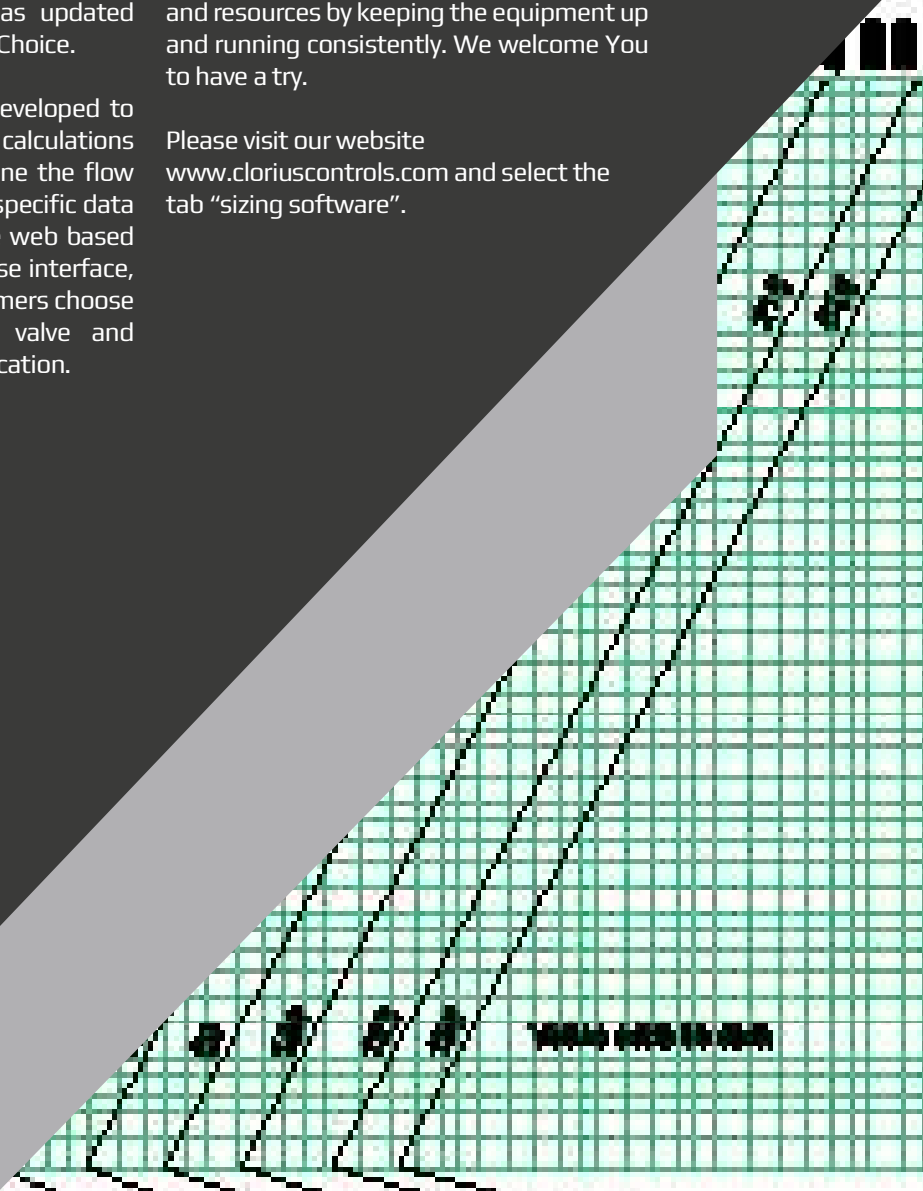 as updated
Choice.
eveloped to
calculations
ne the flow
specific data
web based
se interface,
mers choose
valve and
cation.
and resources by keeping the equipment up
and running consistently. We welcome You
to have a try.
Please visit our website
www.cloriuscontrols.com and select the
tab “sizing software”.